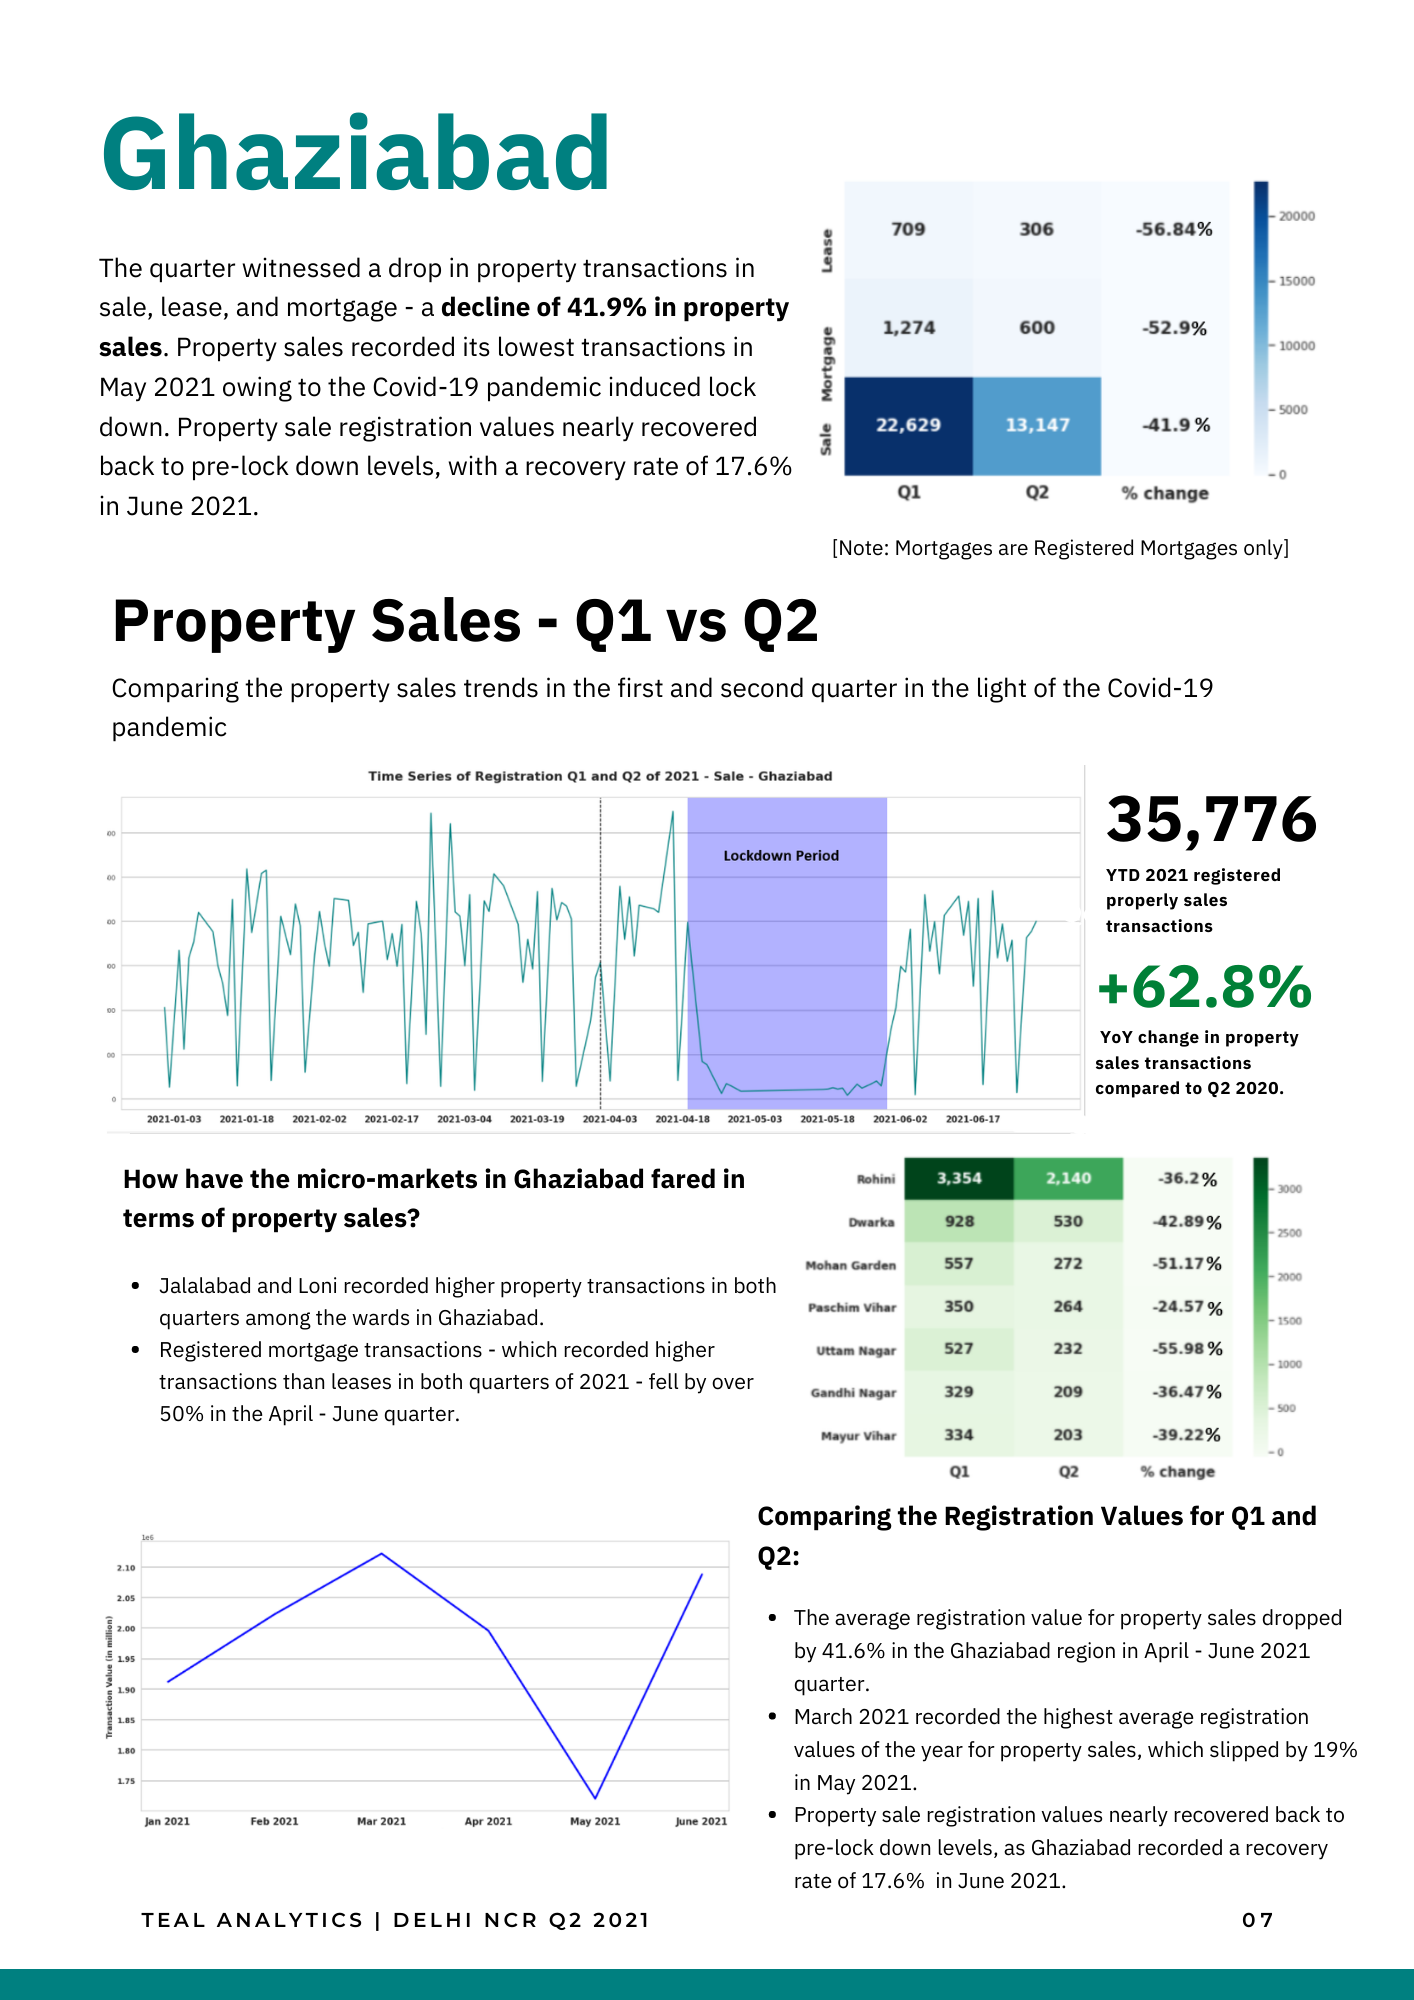 Ghaziabad
The quarter witnessed a drop in property transactions in
sale, lease, and mortgage - a decline of 41.9% in property
sales. Property sales recorded its lowest transactions in
May 2021 owing to the Covid-19 pandemic induced lock
down. Property sale registration values nearly recovered
back to pre-lock down levels, with a recovery rate of 17.6%
in June 2021.
Lease 709 306 -56.84%
Mortgage 1,274 600 -52.9%
Sale 22,629 13,147 -41.9 %
Q1 Q2 % change
20000
15000
10000
5000
0
[Note: Mortgages are Registered Mortgages only]
Property Sales - Q1 vs Q2
Comparing the property sales trends in the first and second quarter in the light of the Covid-19
pandemic
Time Series of Registration Q1 and Q2 of 2021 - Sale - Ghaziabad
Lockdown Period
00
00
00
00
00
00
0
2021-01-03 2021-01-18 2021-02-02 2021-02-17 2021-03-04 2021-03-19 2021-04-03 2021-04-18 2021-05-03 2021-05-18 2021-06-02 2021-06-17
35,776
YTD 2021 registered
properly sales
transactions
+62.8%
YoY change in property
sales transactions
compared to Q2 2020.
How have the micro-markets in Ghaziabad fared in
terms of property sales?
• Jalalabad and Loni recorded higher property transactions in both
quarters among the wards in Ghaziabad.
• Registered mortgage transactions - which recorded higher
transactions than leases in both quarters of 2021 - fell by over
50% in the April - June quarter.
Rohini 3,354 2,140 -36.2%
Dwarka 928 530 -42.89%
Mohan Garden 557 272 -51.17%
Paschim Vihar 350 264 -24.57%
Uttam Nagar 527 232 -55.98%
Gandhi Nagar 329 209 -36.47%
Mayur Vihar 334 203 -39.22%
Q1 Q2 % change
3000
2500
2000
1500
1000
500
0
1e6
2.10
2.05
2.00
1.95
1.90
1.85
1.80
1.75
Transaction Value (in million)
Jan 2021 Feb 2021 Mar 2021 Apr 2021 May 2021 June 2021
Comparing the Registration Values for Q1 and
Q2:
• The average registration value for property sales dropped
by 41.6% in the Ghaziabad region in April - June 2021
quarter.
• March 2021 recorded the highest average registration
values of the year for property sales, which slipped by 19%
in May 2021.
• Property sale registration values nearly recovered back to
pre-lock down levels, as Ghaziabad recorded a recovery
rate of 17.6% in June 2021.
TEAL ANALYTICS | DELHI NCR Q2 2021
07